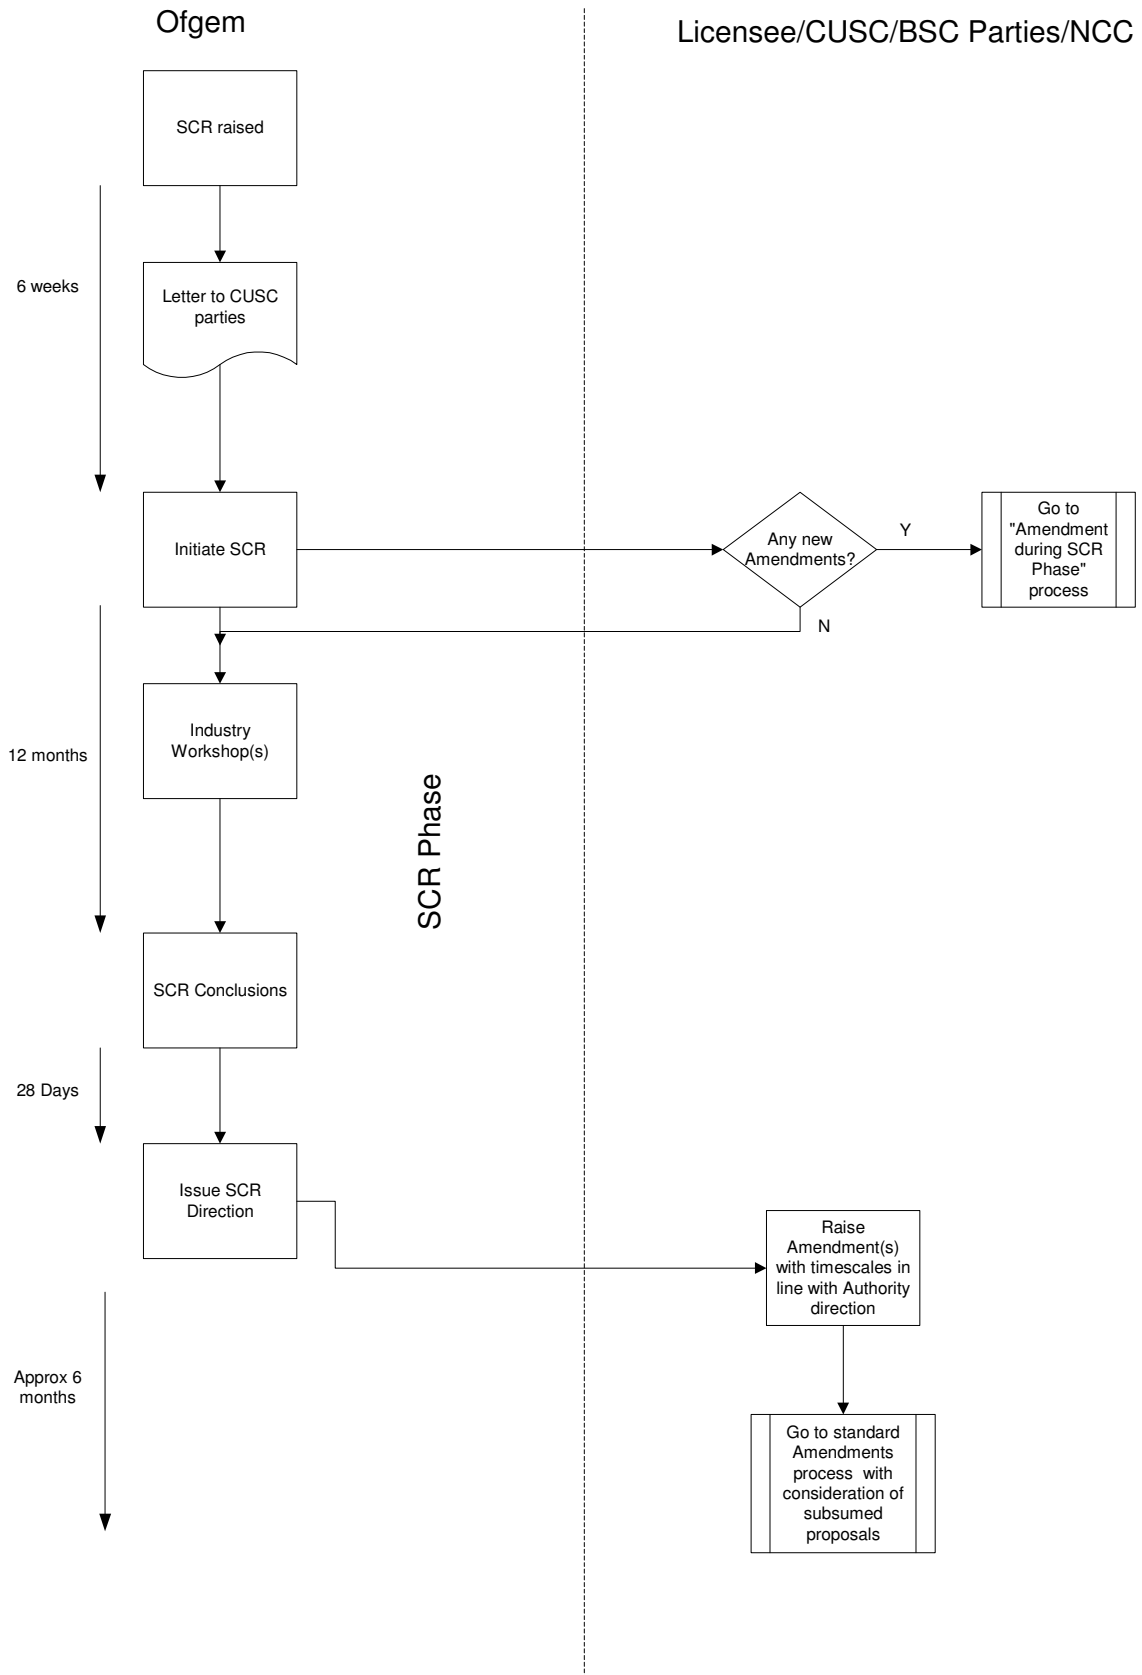 Ofgem
Licensee/CUSC/BSC Parties/NCC
SCR raised
6 weeks
Letter to CUSC
parties
Initiate SCR
Any new
Amendments?
Y
N
Go to
"Amendment
during SCR
Phase"
process
Industry
Workshop(s)
12 months
SCR Phase
SCR Conclusions
28 Days
Issue SCR
Direction
Raise
Amendment(s)
with timescales in
line with Authority
direction
Approx 6
months
Go to standard
Amendments
process with
consideration of
subsumed
proposals